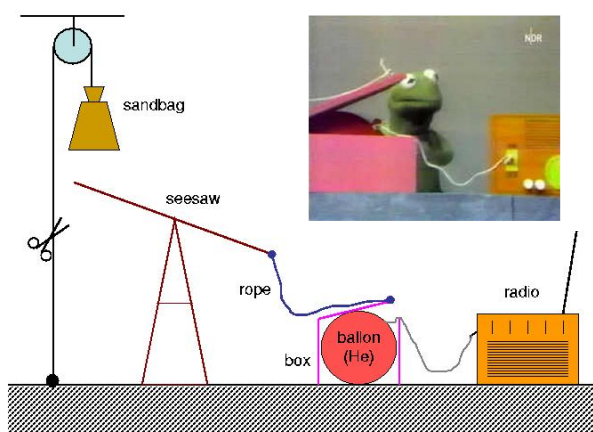 NDR
sandbag
seesaw
rope
radio
box
ballon
(He)